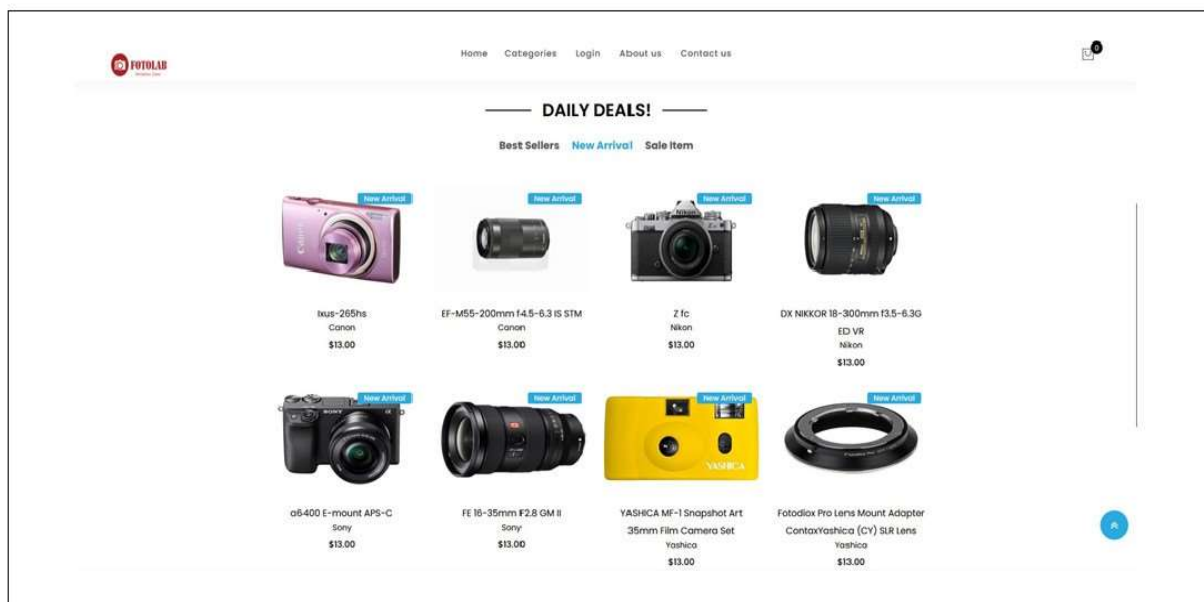 Home Categories Login About us Contact us
0
FOTOLAB
DAILY DEALS!
Best Sellers New Arrival Sale Item
New Arrival
New Arrival
New Arrival
New Arrival
Canon
Nikon
Ixus-265hs
Canon
$13.00
EF-M55-200mm f4.5-6.3 IS STM
Canon
$13.00
Z fc
Nikon
$13.00
DX NIKKOR 18-300mm f3.5-6.3G
ED VR
Nikon
$13.00
New Arrival
New Arrival
New Arrival
New Arrival
SONY
YASHICA
a6400 E-mount APS-C
Sony
$13.00
FE 16-35mm F2.8 GM II
Sony
$13.00
YASHICA MF-1 Snapshot Art
35mm Film Camera Set
Yashica
$13.00
Fotodiox Pro Lens Mount Adapter
ContaxYashica (CY) SLR Lens
Yashica
$13.00